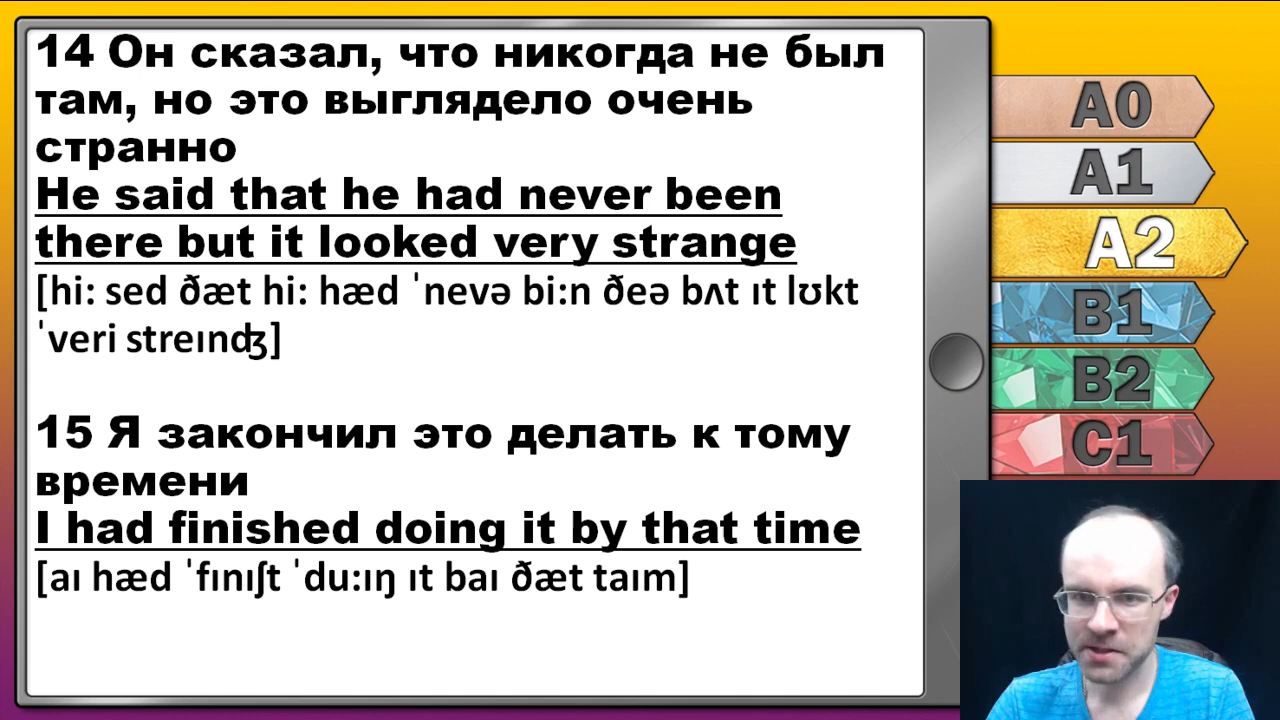 14 Он сказал, что никогда не был
там, но это выглядело очень
странно
He said that he had never been
there but it looked very strange
[hi: sed ðæt hi: hæd ˈnevə bi:n ðeə bʌt ɪt lʊkt
ˈveri streɪnʤ]
15 Я закончил это делать к тому
времени
I had finished doing it by that time
[aɪ hæd ˈfɪnɪʃt ˈdu:ɪŋ ɪt baɪ ðæt taɪm]
A0
A1
A2
B1
B2
C1